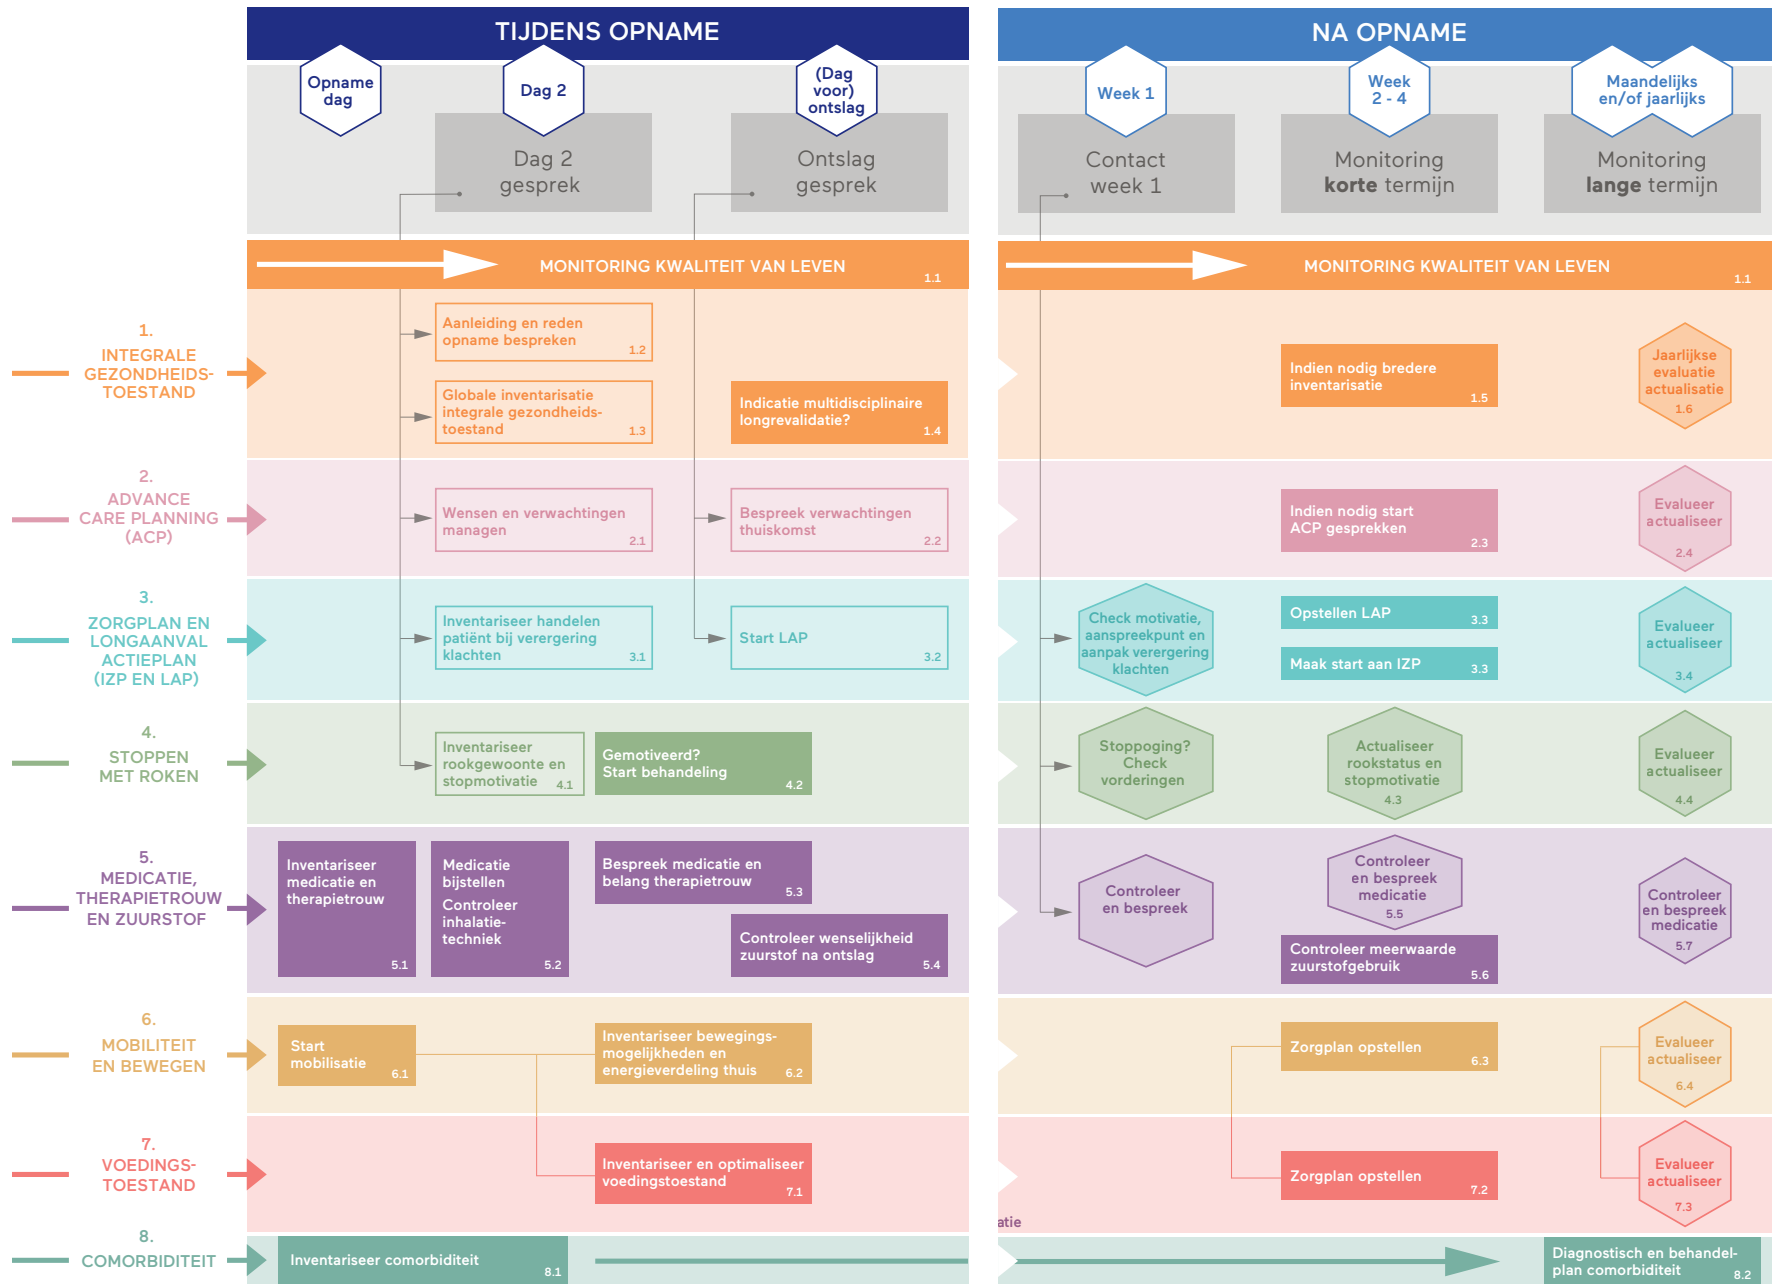 TIJDENS OPNAME
NA OPNAME
Opname
dag
Dag 2
(Dag
voor)
ontslag
Week 1
Week
2 - 4
Maandelijks
en/of jaarlijks
Dag 2
gesprek
Ontslag
gesprek
Contact
week 1
Monitoring
korte termijn
Monitoring
lange termijn
MONITORING KWALITEIT VAN LEVEN
1.1
MONITORING KWALITEIT VAN LEVEN
1.1
1.
INTEGRALE
GEZONDHEIDS-
TOESTAND
Aanleiding en reden
opname bespreken
1.2
Globale inventarisatie
integrale gezondheids-
toestand
1.3
Indicatie multidisciplinaire
longrevalidatie?
1.4
Indien nodig bredere
inventarisatie
1.5
Jaarlijkse
evaluatie
actualisatie
1.6
2.
ADVANCE
CARE PLANNING
(ACP)
Wensen en verwachtingen
managen
2.1
Bespreek verwachtingen
thuiskomst
2.2
Indien nodig start
ACP gesprekken
2.3
Evalueer
actualiseer
2.4
3.
ZORGPLAN EN
LONGAANVAL
ACTIEPLAN
(IZP EN LAP)
Inventariseer handelen
patiënt bij verergering
klachten
3.1
Start LAP
3.2
Check motivatie,
aanspreekpunt en
aanpak verergering
klachten
Opstellen LAP
3.3
Maak start aan IZP
3.3
Evalueer
actualiseer
3.4
4.
STOPPEN
MET ROKEN
Inventariseer
rookgewoonte en
stopmotivatie
4.1
Gemotiveerd?
Start behandeling
4.2
Stoppoging?
Check
vorderingen
Actualiseer
rookstatus en
stopmotivatie
4.3
Evalueer
actualiseer
4.4
5.
MEDICATIE,
THERAPIETROUW
EN ZUURSTOF
Inventariseer
medicatie en
therapietrouw
5.1
Medicatie
bijstellen
Controleer
inhalatie-
techniek
5.2
Bespreek medicatie en
belang therapietrouw
5.3
Controleer wenselijkheid
zuurstof na ontslag
5.4
Controleer
en bespreek
Controleer
en bespreek
medicatie
5.5
Controleer meerwaarde
zuurstofgebruik
5.6
Controleer
en bespreek
medicatie
5.7
6.
MOBILITEIT
EN BEWEGEN
Start
mobilisatie
6.1
Inventariseer bewegings-
mogelijkheden en
energieverdeling thuis
6.2
Zorgplan opstellen
6.3
Evalueer
actualiseer
6.4
7.
VOEDINGS-
TOESTAND
Inventariseer en optimaliseer
voedingstoestand
7.1
Zorgplan opstellen
7.2
Evalueer
actualiseer
7.3
atie
8.
COMORBIDITEIT
Inventariseer comorbiditeit
8.1
Diagnostisch en behandel-
plan comorbiditeit
8.2